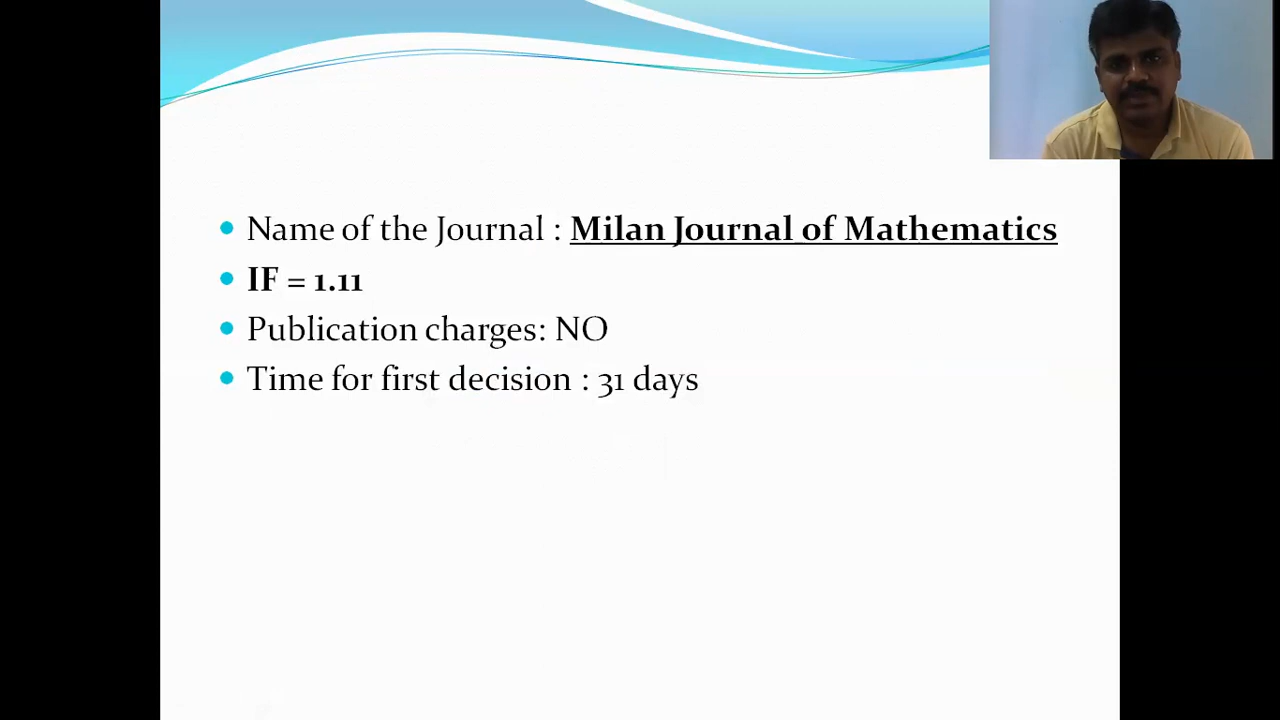 Name of the Journal : Milan Journal of Mathematics
IF = 1.11
Publication charges: NO
Time for first decision : 31 days